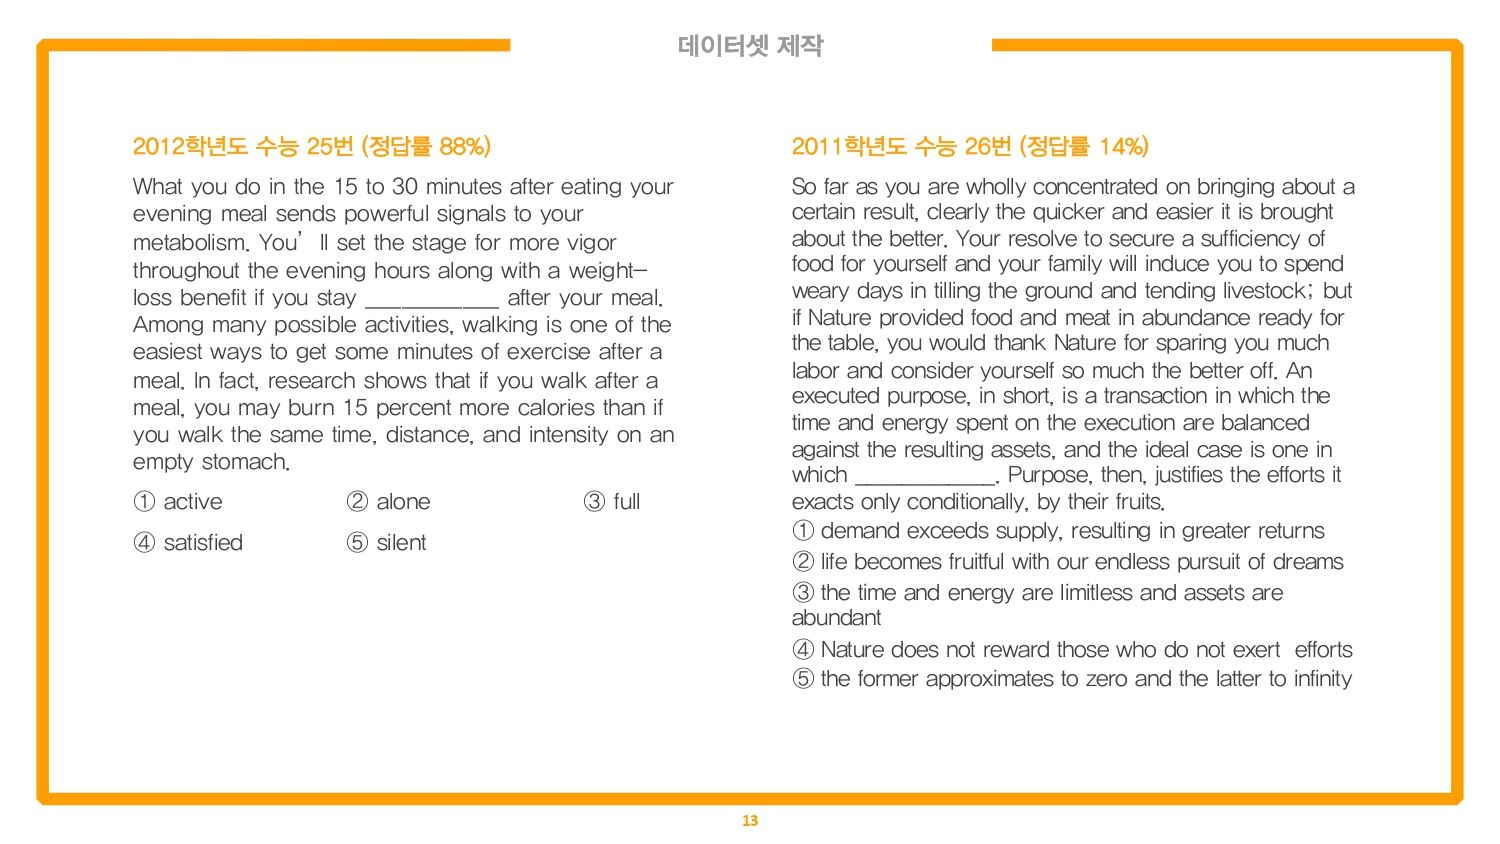 데이터셋 제작
2012학년도 수능 25번 (정답률 88%)
What you do in the 15 to 30 minutes after eating your
evening meal sends powerful signals to your
metabolism. You’ll set the stage for more vigor
throughout the evening hours along with a weight-
loss benefit if you stay ___________ after your meal.
Among many possible activities, walking is one of the
easiest ways to get some minutes of exercise after a
meal. In fact, research shows that if you walk after a
meal, you may burn 15 percent more calories than if
you walk the same time, distance, and intensity on an
empty stomach.
① active ② alone ③ full
④ satisfied ⑤ silent
2011학년도 수능 26번 (정답률 14%)
So far as you are wholly concentrated on bringing about a
certain result, clearly the quicker and easier it is brought
about the better. Your resolve to secure a sufficiency of
food for yourself and your family will induce you to spend
weary days in tilling the ground and tending livestock; but
if Nature provided food and meat in abundance ready for
the table, you would thank Nature for sparing you much
labor and consider yourself so much the better off. An
executed purpose, in short, is a transaction in which the
time and energy spent on the execution are balanced
against the resulting assets, and the ideal case is one in
which ____________. Purpose, then, justifies the efforts it
exacts only conditionally, by their fruits.
① demand exceeds supply, resulting in greater returns
② life becomes fruitful with our endless pursuit of dreams
③ the time and energy are limitless and assets are
abundant
④ Nature does not reward those who do not exert efforts
⑤ the former approximates to zero and the latter to infinity
13